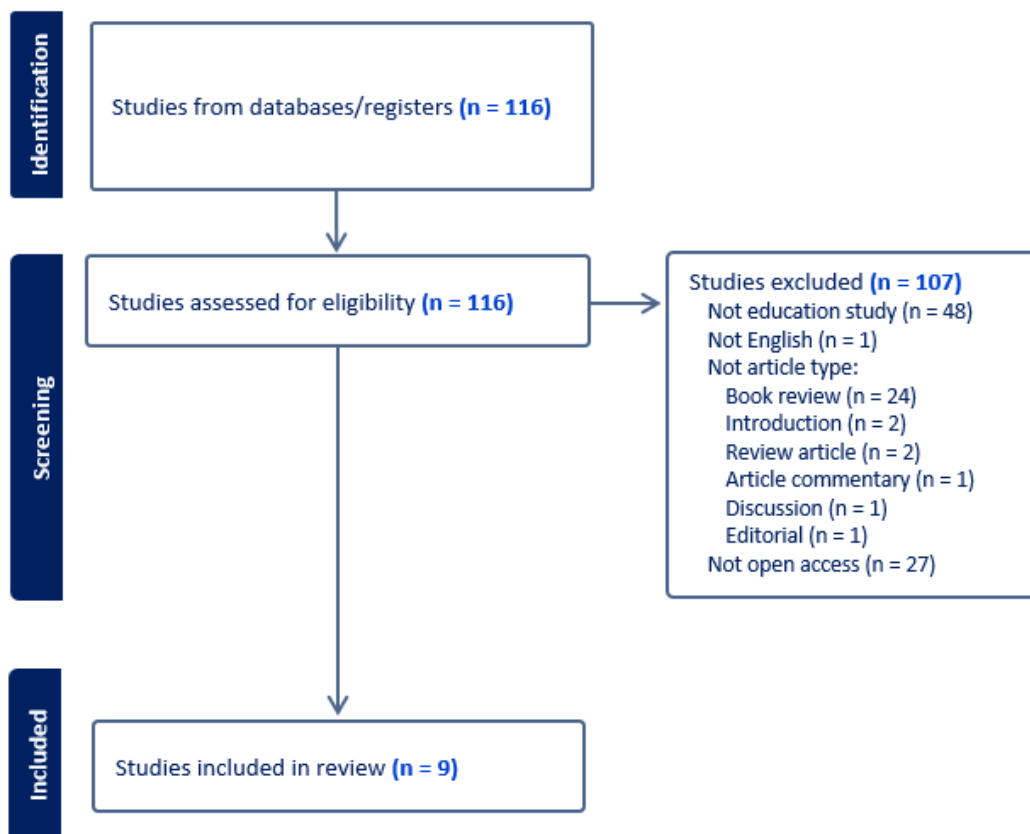 Identification
Studies from databases/registers (n = 116)
Screening
Studies assessed for eligibility (n = 116)
Studies excluded (n = 107)
Not education study (n = 48)
Not English (n = 1)
Not article type:
Book review (n = 24)
Introduction (n = 2)
Review article (n = 2)
Article commentary (n = 1)
Discussion (n = 1)
Editorial (n = 1)
Not open access (n = 27)
Included
Studies included in review (n = 9)